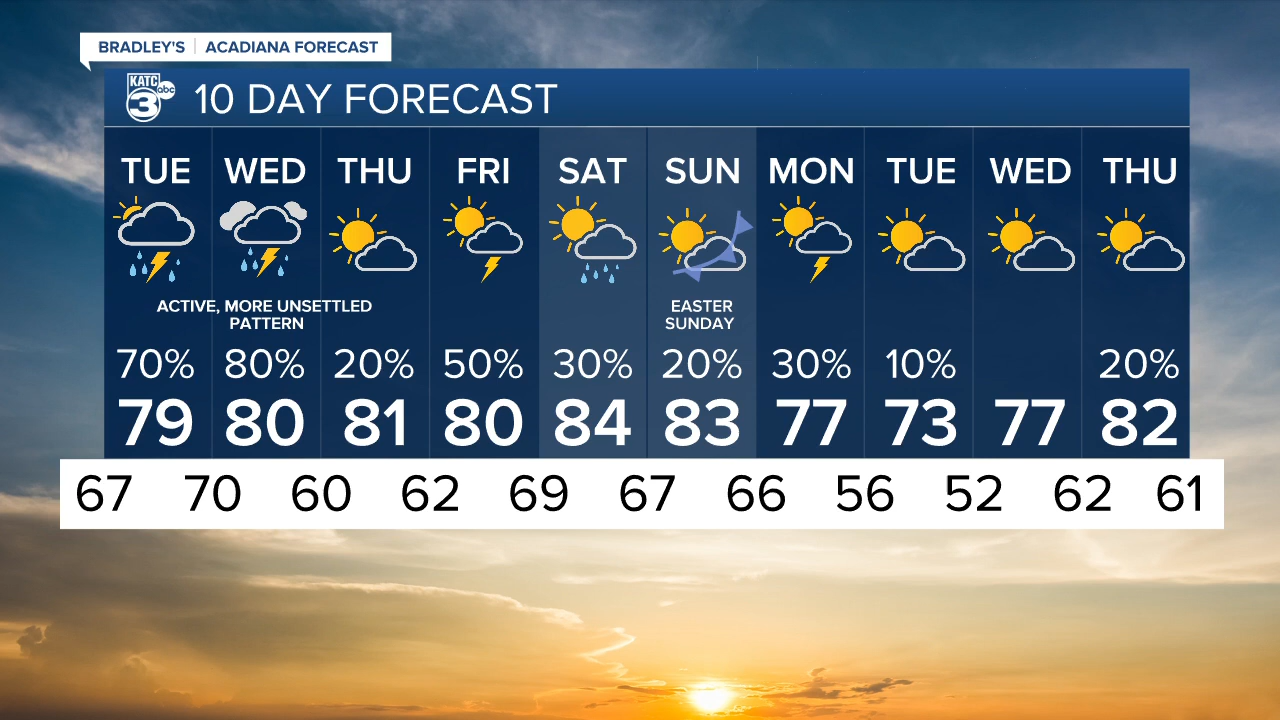 BRADLEY'S | ACADIANA FORECAST
KATC 3 abc
10 DAY FORECAST
TUE WED THU FRI SAT SUN MON TUE WED THU
ACTIVE, MORE UNSETTLED
PATTERN
EASTER
SUNDAY
70% 80% 20% 50% 30% 20% 30% 10% 20%
79 80 81 80 84 83 77 73 77 82
67 70 60 62 69 67 66 56 52 62 61